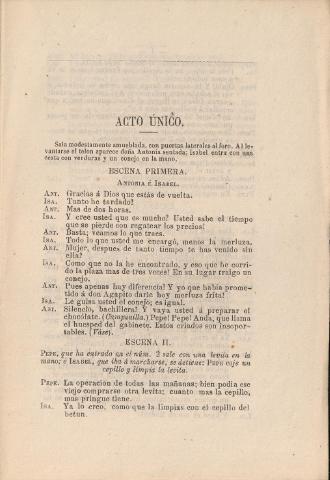 ACTO ÚNICO.
Sala modestamente amueblada, con puertas laterales al foro. Al le-
vantarse el telon aparece doña Antonia sentada; Isabel entra con una
cesta con verduras y un conejo en la mano.
ESCENA PRIMERA.
ANTONIA É ISABEL.
ANT. Gracias á Dios que estás de vuelta.
ISA. Tanto he tardado!
ANT. Mas de dos horas.
ISA. Y cree usted que es mucho? Usted sabe el tiempo
que se pierde con regatear los precios!
ANT. Basta; veamos lo que traes.
ISA. Todo lo que usted me encargó, menos la merluza.
ANT. Mujer, despues de tanto tiempo te has venido sin
ella?
ISA. Como que no la he encontrado, y eso que he corri-
do la plaza mas de tres veces! En su lugar traigo un
conejo.
ANT. Pues apenas hay diferencia! Y yo que habia prome-
tido á don Agapito darle hoy merluza frita!
ISA. Le guisa usted el conejo; es igual.
ANT. Silencio, bachillera! Y vaya usted á preparar el
chocolate. (Campanilla.) Pepe! Pepe! Anda, que llama
el huesped del gabinete. Estos criados son insopor-
tables. (Váse).
ESCENA II.
PEPE, que ha entrado en el núm. 2 sale con una levita en la
mano; é ISABEL, que iba á marcharse, se detiene: PEPE coje un
cepillo y limpia la levita.
PEPE. La operacion de todas las mañanas; bien podia ese
viejo comprarse otra levita; cuanto mas la cepillo,
mas pringue tiene.
ISA. Ya lo creo, como que la limpias con el cepillo del
betun.